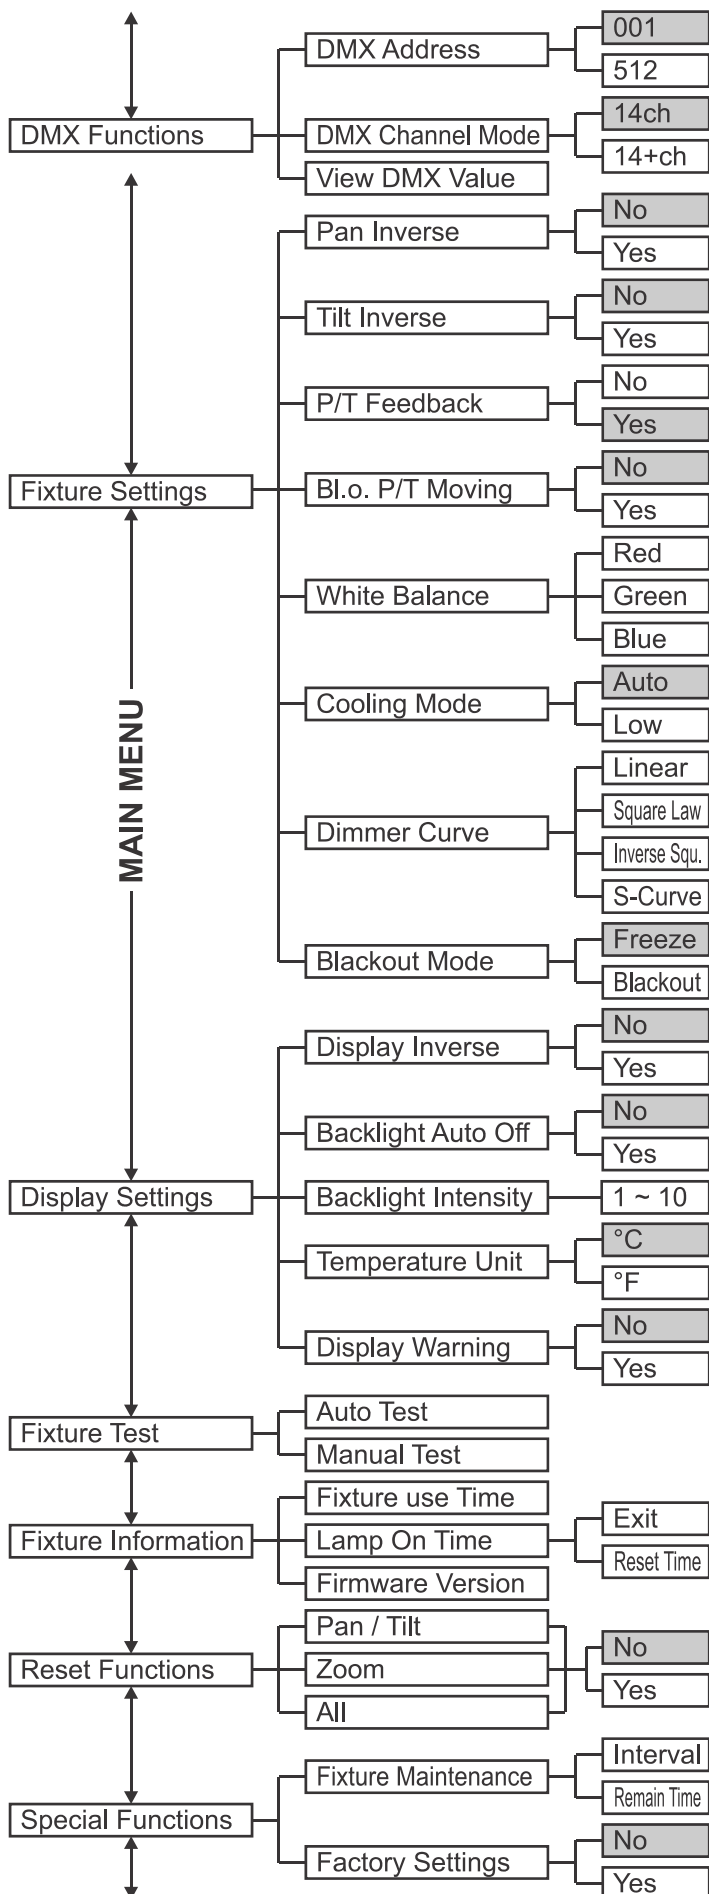 DMX Functions
DMX Address
001
512
DMX Channel Mode
14ch
14+ch
View DMX Value
MAIN MENU
Fixture Settings
Pan Inverse
No
Yes
Tilt Inverse
No
Yes
P/T Feedback
No
Yes
Bl.o. P/T Moving
No
Yes
White Balance
Red
Green
Blue
Cooling Mode
Auto
Low
Dimmer Curve
Linear
Square Law
Inverse Squ.
S-Curve
Blackout Mode
Freeze
Blackout
Display Settings
Display Inverse
No
Yes
Backlight Auto Off
No
Yes
Backlight Intensity
1 ~ 10
Temperature Unit
°C
°F
Display Warning
No
Yes
Fixture Test
Auto Test
Manual Test
Fixture Information
Fixture use Time
Lamp On Time
Exit
Reset Time
Firmware Version
Reset Functions
Pan / Tilt
Zoom
All
No
Yes
Special Functions
Fixture Maintenance
Interval
Remain Time
Factory Settings
No
Yes